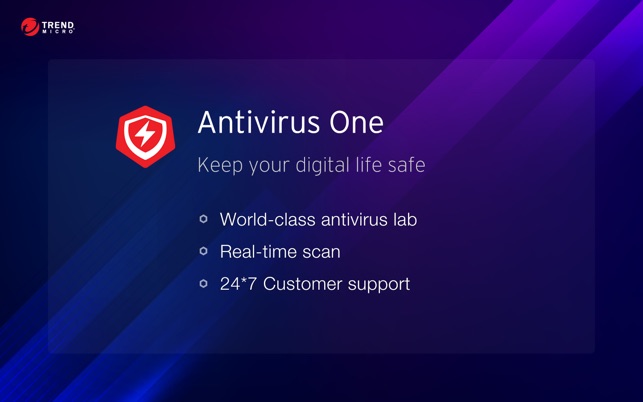 TREND
MICRO
Antivirus One
Keep your digital life safe
World-class antivirus lab
Real-time scan
24*7 Customer support